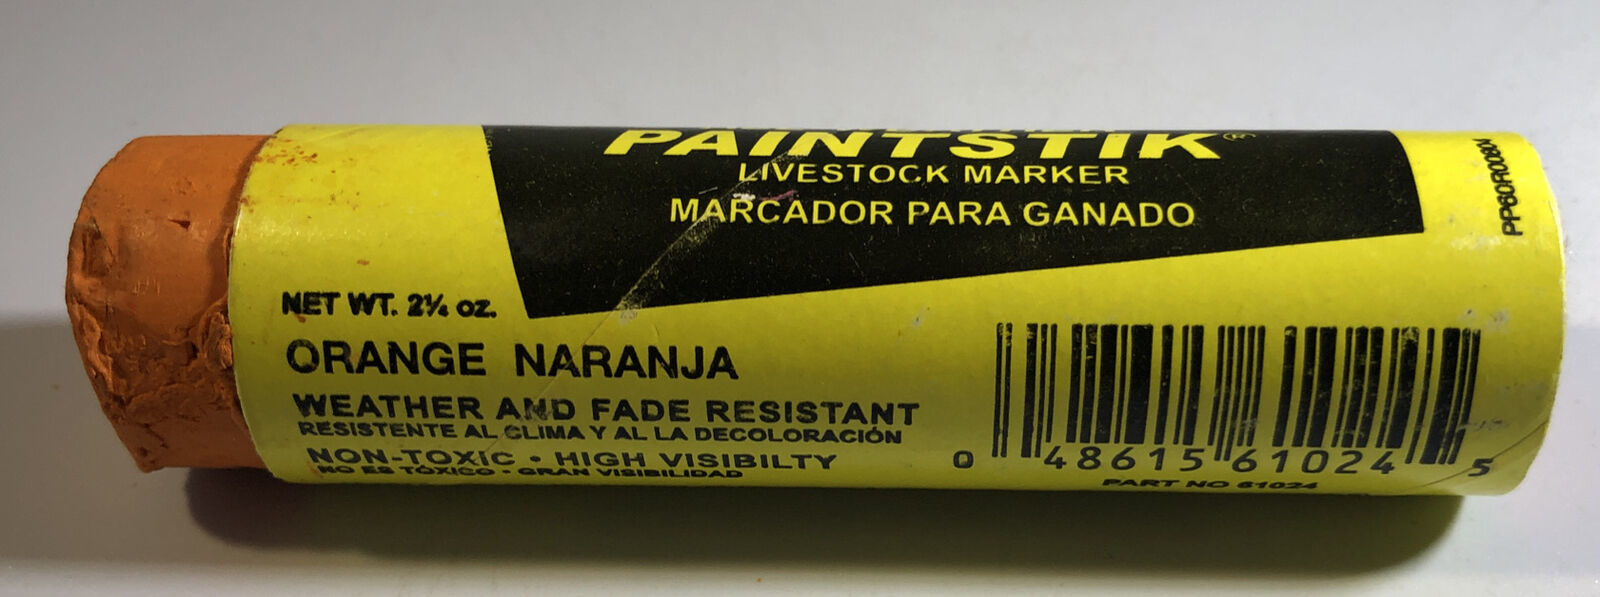 PAINTSTIK®
LIVESTOCK MARKER
MARCADOR PARA GANADO
NET WT. 2¼ oz.
ORANGE NARANJA
WEATHER AND FADE RESISTANT
RESISTENTE AL CLIMA Y AL LA DECOLORACIÓN
NON-TOXIC • HIGH VISIBILTY
NO ES TÓXICO • GRAN VISIBILIDAD
0 48615 61024 5
PART NO 61024